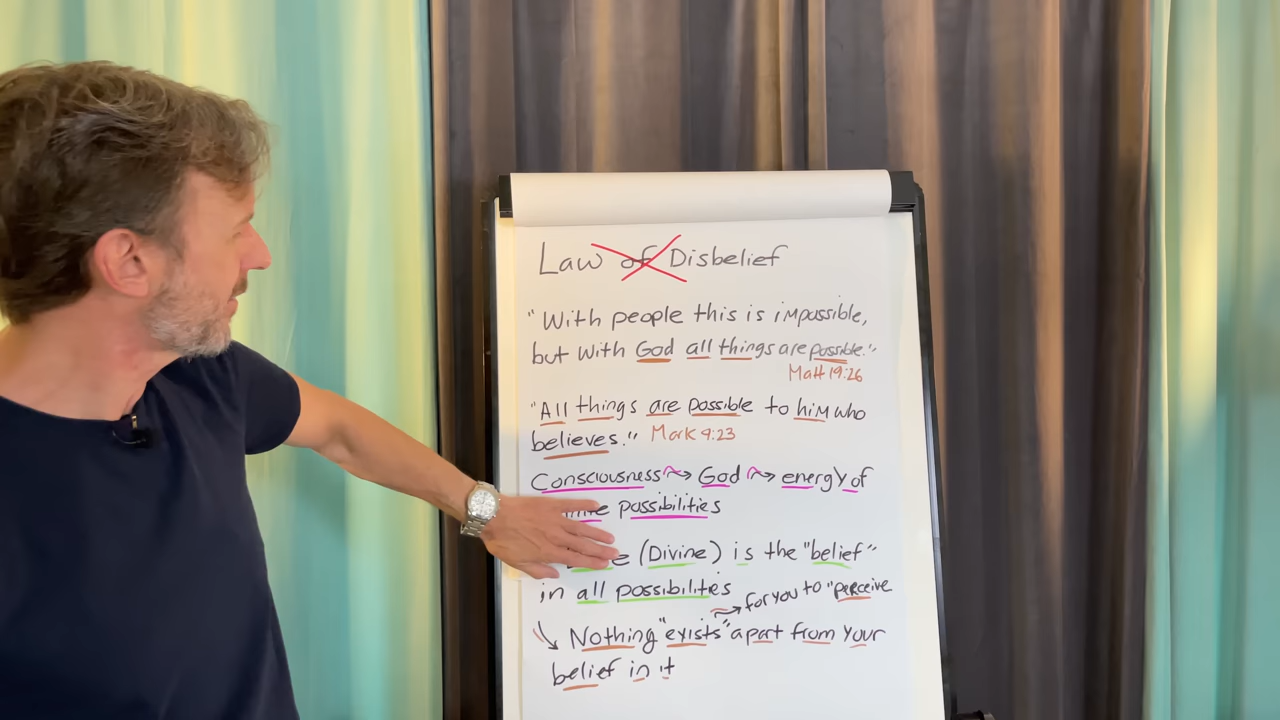 Law of Disbelief
"With people this is impossible,
but with God all things are possible."
Matt 19:26
"All things are possible to him who
believes." Mark 9:23
Consciousness → God → energy of
possibilities
(Divine) is the "belief"
in all possibilities
→ for you to "perceive
Nothing "exists" apart from your
belief in it